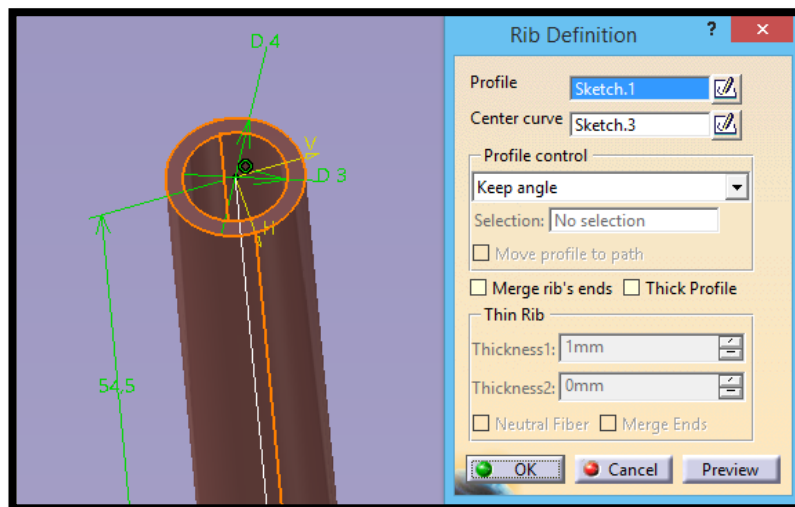 D 4
V
D 3
H
54,5
Rib Definition
?
×
Profile
Sketch.1
Center curve
Sketch.3
Profile control
Keep angle
Selection:
No selection
Move profile to path
Merge rib's ends
Thick Profile
Thin Rib
Thickness1:
1mm
Thickness2:
0mm
Neutral Fiber
Merge Ends
OK
Cancel
Preview